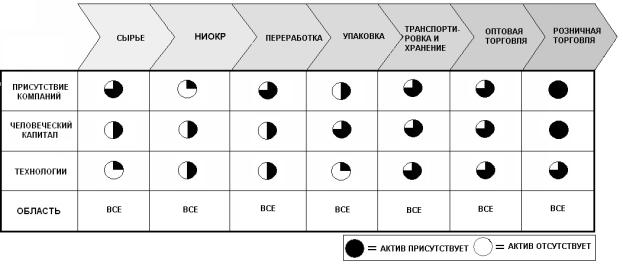 СЫРЬЕ
НИОКР
ПЕРЕРАБОТКА
УПАКОВКА
ТРАНСПОРТИ-
РОВКА И
ХРАНЕНИЕ
ОПТОВАЯ
ТОРГОВЛЯ
РОЗНИЧНАЯ
ТОРГОВЛЯ
ПРИСУТСТВИЕ
КОМПАНИЙ
ЧЕЛОВЕЧЕСКИЙ
КАПИТАЛ
ТЕХНОЛОГИИ
ОБЛАСТЬ ВСЕ ВСЕ ВСЕ ВСЕ ВСЕ ВСЕ ВСЕ
= АКТИВ ПРИСУТСТВУЕТ = АКТИВ ОТСУТСТВУЕТ